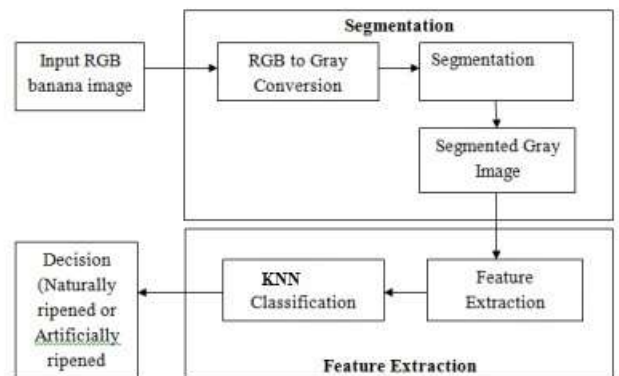 Segmentation
Input RGB
banana image
RGB to Gray
Conversion
Segmentation
Segmented Gray
Image
Feature
Extraction
KNN
Classification
Decision
(Naturally
ripened or
Artificially
ripened
Feature Extraction